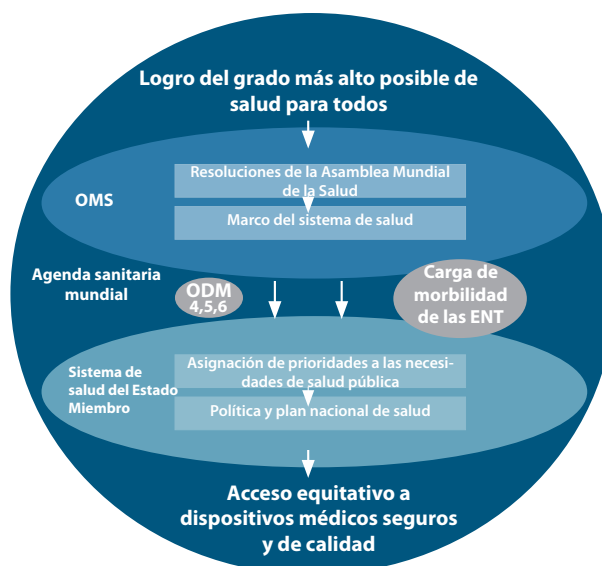 Logro del grado más alto posible de
salud para todos
Resoluciones de la Asamblea Mundial
de la Salud
OMS
Marco del sistema de salud
Agenda sanitaria
mundial
ODM
4,5,6
Carga de
morbilidad
de las ENT
Asignación de prioridades a las necesi-
dades de salud pública
Sistema de
salud del Estado
Miembro
Política y plan nacional de salud
Acceso equitativo a
dispositivos médicos seguros
y de calidad